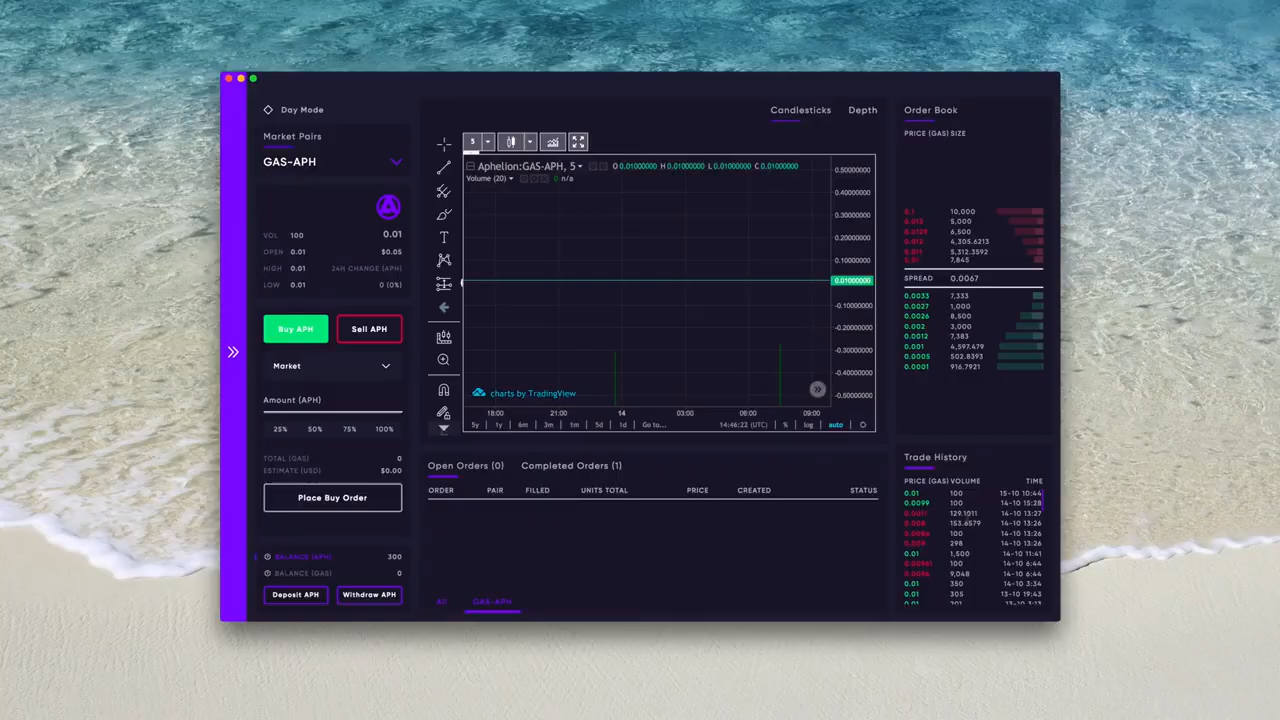 Day Mode
Market Pairs
GAS-APH
VOL 100 0.01
OPEN 0.01 $0.05
HIGH 0.01 24H CHANGE (APH)
LOW 0.01 0 (0%)
Buy APH Sell APH
Market
Amount (APH)
25% 50% 75% 100%
TOTAL (GAS) 0
ESTIMATE (USD) $0.00
Place Buy Order
BALANCE (APH) 300
BALANCE (GAS) 0
Deposit APH Withdraw APH
Candlesticks Depth
5
Aphelion:GAS-APH, 5 O 0.01000000 H 0.01000000 L 0.01000000 C 0.01000000
Volume (20) 0 n/a
0.50000000
0.40000000
0.30000000
0.20000000
0.10000000
0.01000000
-0.10000000
-0.20000000
-0.30000000
-0.40000000
-0.50000000
charts by TradingView
18:00 21:00 14 03:00 06:00 09:00
5y 1y 6m 3m 1m 5d 1d Go to... 14:46:22 (UTC) % log auto
Open Orders (0) Completed Orders (1)
ORDER PAIR FILLED UNITS TOTAL PRICE CREATED STATUS
All GAS-APH
Order Book
PRICE (GAS) SIZE
0.1 10,000
0.013 5,000
0.0129 6,500
0.012 4,305.6213
0.011 5,312.3592
7,845
SPREAD 0.0067
0.0033 7,333
0.0027 1,000
0.0026 8,500
0.002 3,000
0.0012 7,383
0.001 4,597.479
0.0005 502.8393
0.0001 916.7921
Trade History
PRICE (GAS) VOLUME TIME
0.01 100 15-10 10:44
0.0099 100 14-10 15:28
0.0011 129.1011 14-10 13:27
0.008 153.6579 14-10 13:26
100 14-10 13:26
0.009 298 14-10 13:26
0.01 1,500 14-10 11:41
0.00961 100 14-10 6:44
0.0096 9,048 14-10 6:44
0.01 350 14-10 3:34
0.01 305 13-10 19:43
0.01